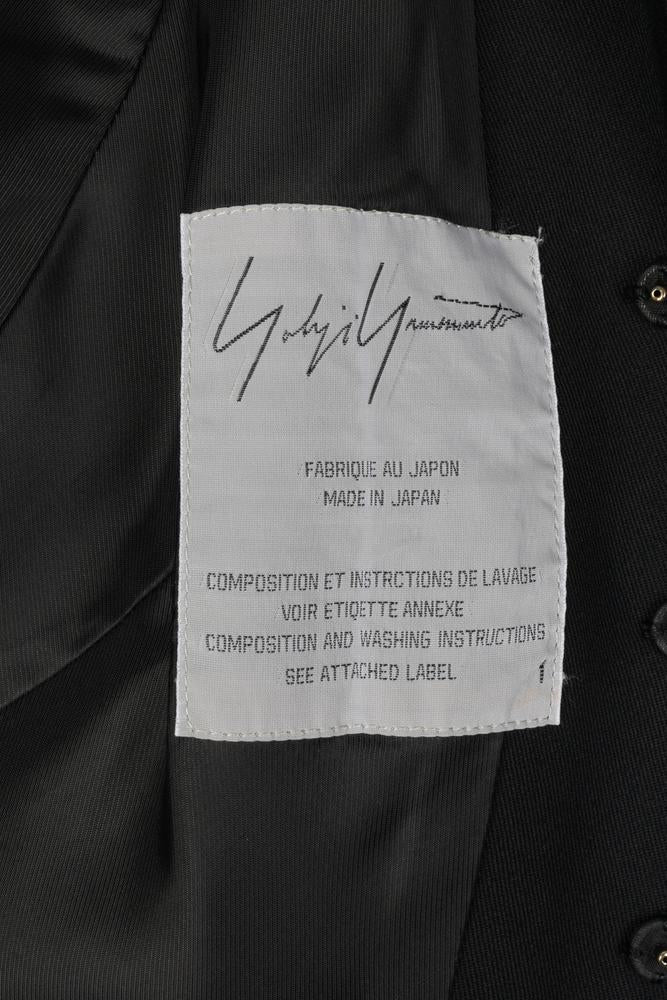 Yohji Yamamoto
FABRIQUE AU JAPON
MADE IN JAPAN
COMPOSITION ET INSTRCTIONS DE LAVAGE
VOIR ETIQETTE ANNEXE
COMPOSITION AND WASHING INSTRUCTIONS
SEE ATTACHED LABEL
1